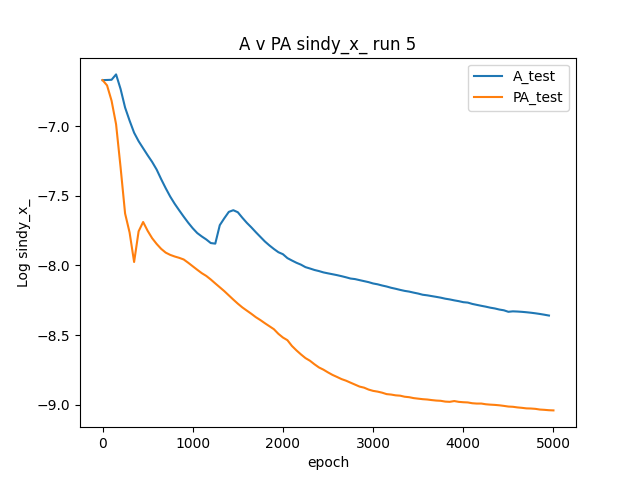 A v PA sindy_x_ run 5
A_test
PA_test
Log sindy_x_
−7.0
−7.5
−8.0
−8.5
−9.0
0 1000 2000 3000 4000 5000
epoch